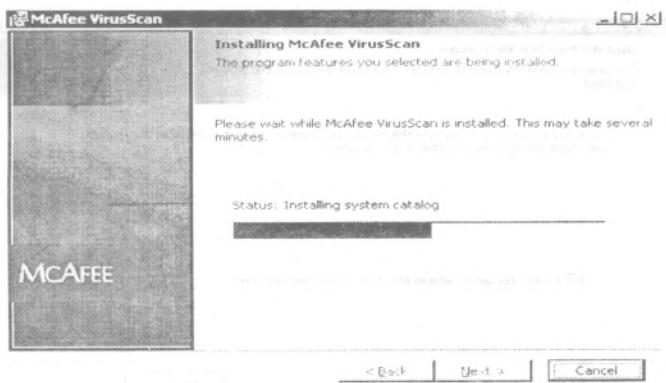 McAfee VirusScan
Installing McAfee VirusScan
The program features you selected are being installed.
Please wait while McAfee VirusScan is installed. This may take several
minutes.
Status: Installing system catalog
MCAFEE
< Back
Next >
Cancel